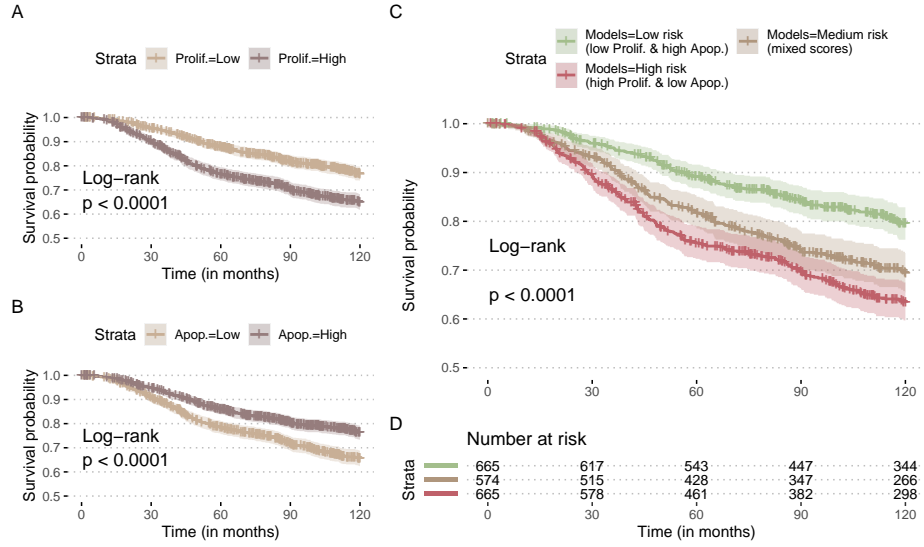 A
Strata Prolif.=Low Prolif.=High
Survival probability
1.0
0.9
0.8
0.7
0.6
0.5
Log−rank
p < 0.0001
0 30 60 90 120
Time (in months)
B
Strata Apop.=Low Apop.=High
Survival probability
1.0
0.9
0.8
0.7
0.6
0.5
Log−rank
p < 0.0001
0 30 60 90 120
Time (in months)
C
Strata
Models=Low risk
(low Prolif. & high Apop.)
Models=Medium risk
(mixed scores)
Models=High risk
(high Prolif. & low Apop.)
Survival probability
1.0
0.9
0.8
0.7
0.6
0.5
Log−rank
p < 0.0001
0 30 60 90 120
Time (in months)
D
Number at risk
Strata
665 617 543 447 344
574 515 428 347 266
665 578 461 382 298
0 30 60 90 120
Time (in months)